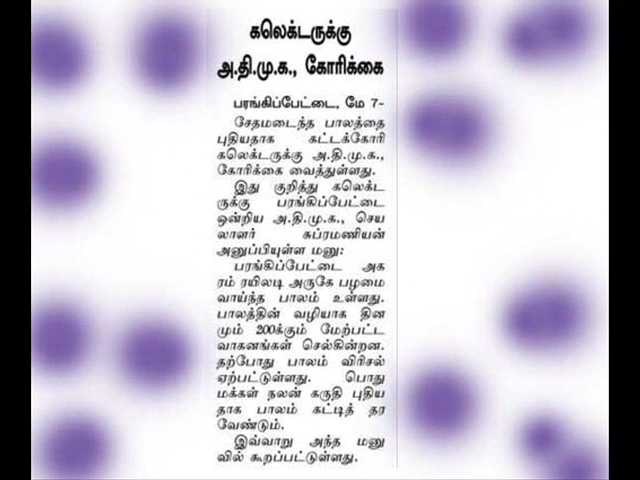 கலெக்டருக்கு
அ.தி.மு.க., கோரிக்கை
பரங்கிப்பேட்டை, மே 7-
சேதமடைந்த பாலத்தை
புதியதாக கட்டக்கோரி
கலெக்டருக்கு அ.தி.மு.க.,
கோரிக்கை வைத்துள்ளது.
இது குறித்து கலெக்ட
ருக்கு பரங்கிப்பேட்டை
ஒன்றிய அ.தி.மு.க., செய
லாளர் சுப்ரமணியன்
அனுப்பியுள்ள மனு:
பரங்கிப்பேட்டை அக
ரம் ரயிலடி அருகே பழமை
வாய்ந்த பாலம் உள்ளது.
பாலத்தின் வழியாக தின
மும் 200க்கும் மேற்பட்ட
வாகனங்கள் செல்கின்றன.
தற்போது பாலம் விரிசல்
ஏற்பட்டுள்ளது. பொது
மக்கள் நலன் கருதி புதிய
தாக பாலம் கட்டித் தர
வேண்டும்.
இவ்வாறு அந்த மனு
வில் கூறப்பட்டுள்ளது.